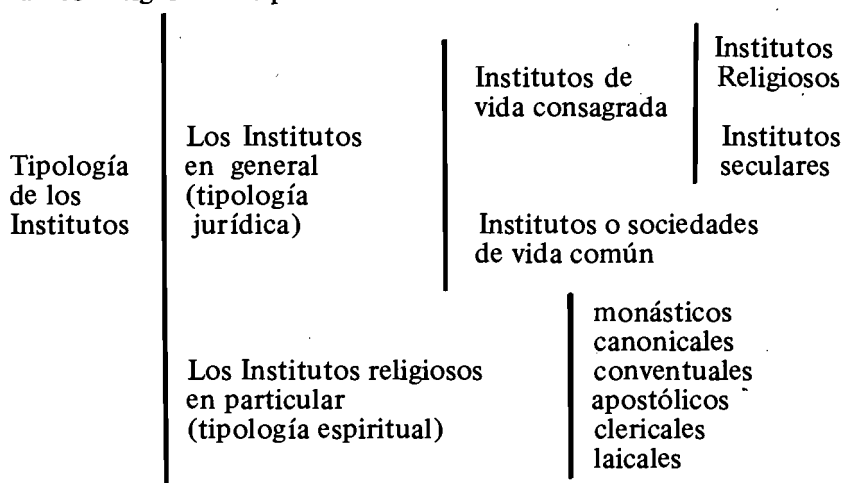 Tipología
de los
Institutos
Los Institutos
en general
(tipología
jurídica)
Institutos de
vida consagrada
Institutos
Religiosos
Institutos
seculares
Institutos o sociedades
de vida común
Los Institutos religiosos
en particular
(tipología espiritual)
monásticos
canonicales
conventuales
apostólicos
clericales
laicales